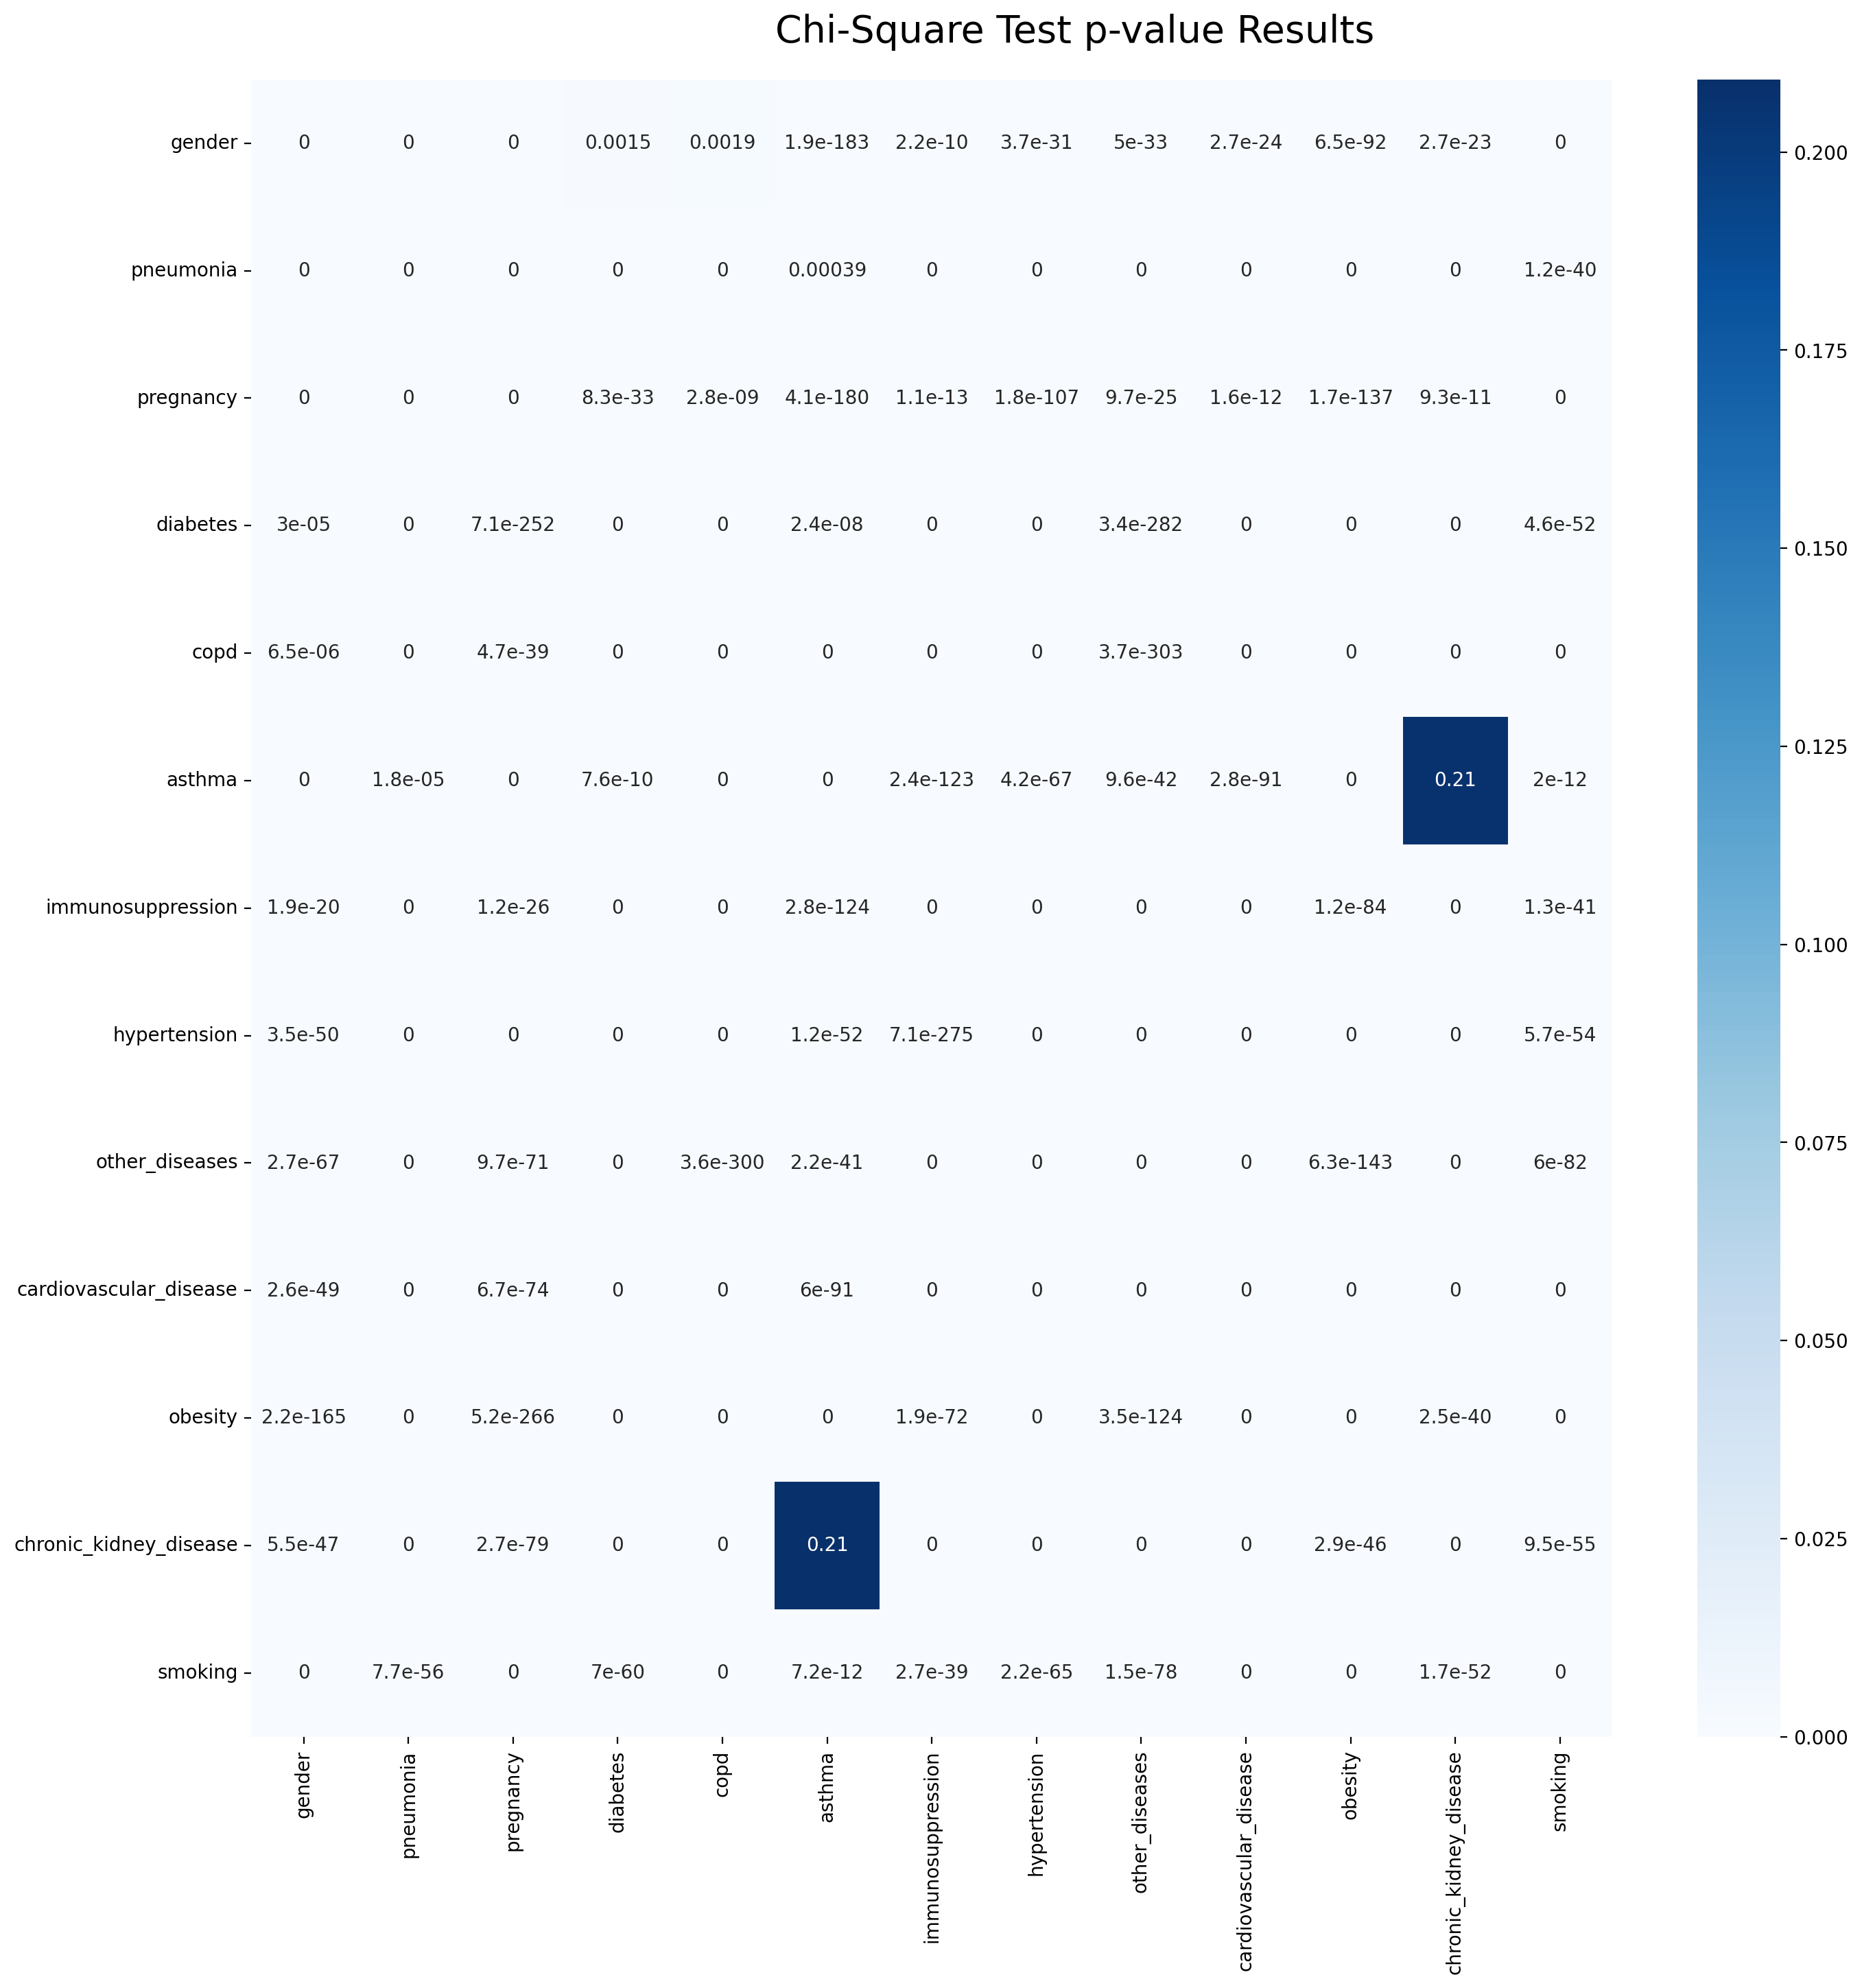 Chi-Square Test p-value Results
gender 0 0 0 0.0015 0.0019 1.9e-183 2.2e-10 3.7e-31 5e-33 2.7e-24 6.5e-92 2.7e-23 0
pneumonia 0 0 0 0 0 0.00039 0 0 0 0 0 0 1.2e-40
pregnancy 0 0 0 8.3e-33 2.8e-09 4.1e-180 1.1e-13 1.8e-107 9.7e-25 1.6e-12 1.7e-137 9.3e-11 0
diabetes 3e-05 0 7.1e-252 0 0 2.4e-08 0 0 3.4e-282 0 0 0 4.6e-52
copd 6.5e-06 0 4.7e-39 0 0 0 0 0 3.7e-303 0 0 0 0
asthma 0 1.8e-05 0 7.6e-10 0 0 2.4e-123 4.2e-67 9.6e-42 2.8e-91 0 0.21 2e-12
immunosuppression 1.9e-20 0 1.2e-26 0 0 2.8e-124 0 0 0 0 1.2e-84 0 1.3e-41
hypertension 3.5e-50 0 0 0 0 1.2e-52 7.1e-275 0 0 0 0 0 5.7e-54
other_diseases 2.7e-67 0 9.7e-71 0 3.6e-300 2.2e-41 0 0 0 0 6.3e-143 0 6e-82
cardiovascular_disease 2.6e-49 0 6.7e-74 0 0 6e-91 0 0 0 0 0 0 0
obesity 2.2e-165 0 5.2e-266 0 0 0 1.9e-72 0 3.5e-124 0 0 2.5e-40 0
chronic_kidney_disease 5.5e-47 0 2.7e-79 0 0 0.21 0 0 0 0 2.9e-46 0 9.5e-55
smoking 0 7.7e-56 0 7e-60 0 7.2e-12 2.7e-39 2.2e-65 1.5e-78 0 0 1.7e-52 0
gender
pneumonia
pregnancy
diabetes
copd
asthma
immunosuppression
hypertension
other_diseases
cardiovascular_disease
obesity
chronic_kidney_disease
smoking
0.200
0.175
0.150
0.125
0.100
0.075
0.050
0.025
0.000